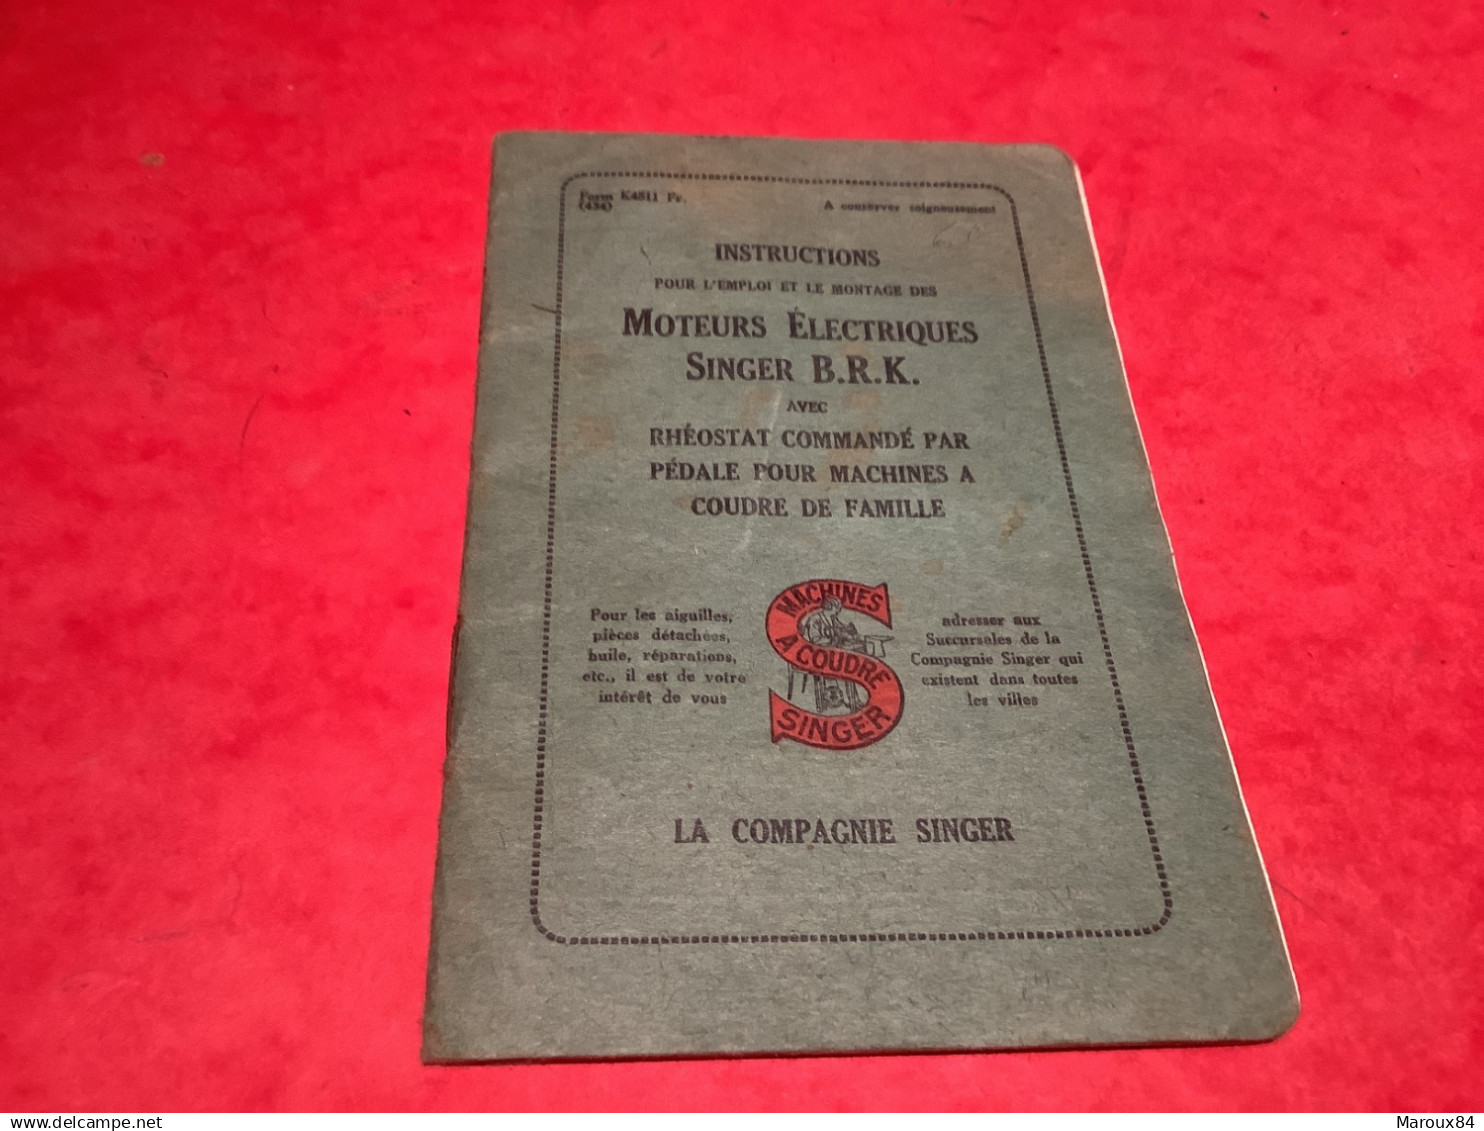 Form K4511 Fr.
(434)
A conserver soigneusement
INSTRUCTIONS
POUR L'EMPLOI ET LE MONTAGE DES
MOTEURS ÉLECTRIQUES
SINGER B.R.K.
AVEC
RHÉOSTAT COMMANDÉ PAR
PÉDALE POUR MACHINES A
COUDRE DE FAMILLE
Pour les aiguilles,
pièces détachées,
huile, réparations,
etc., il est de votre
intérêt de vous
MACHINES
A COUDRE
SINGER
adresser aux
Succursales de la
Compagnie Singer qui
existent dans toutes
les villes
LA COMPAGNIE SINGER
www.delcampe.net
Maroux84